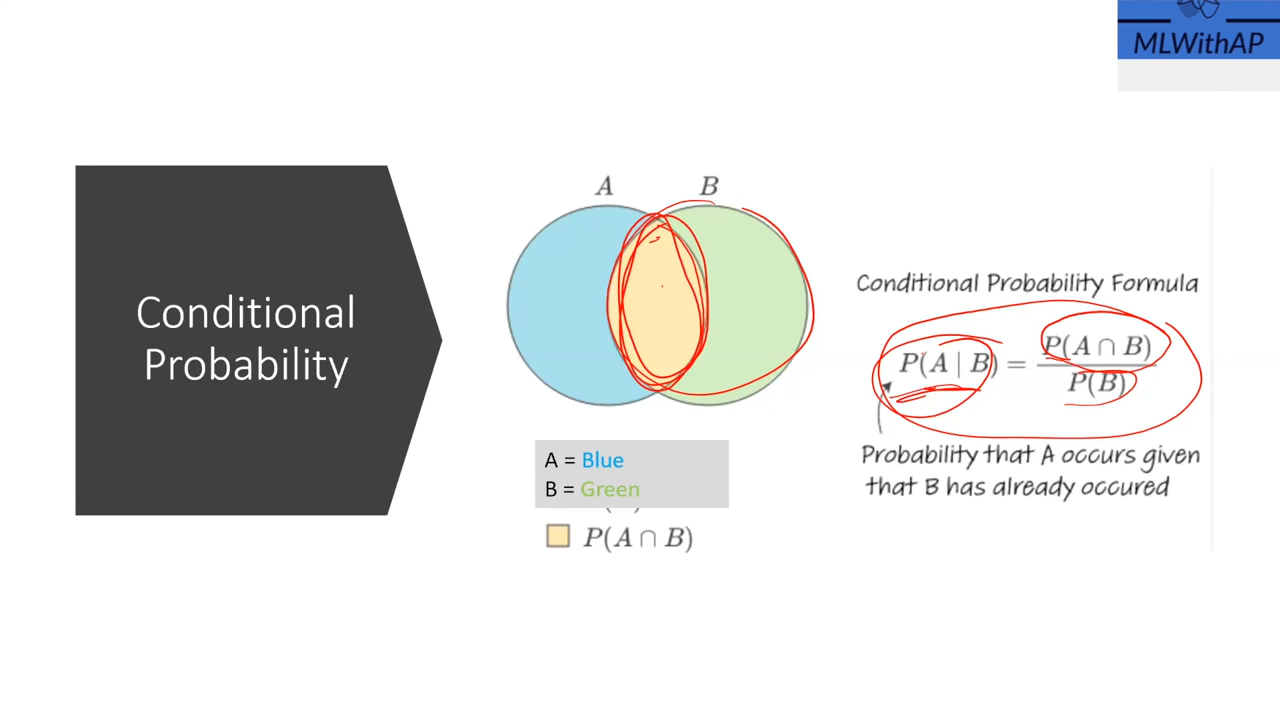 MLWithAP
Conditional
Probability
A
B
A = Blue
B = Green
P(A ∩ B)
Conditional Probability Formula
P(A | B) = P(A ∩ B) / P(B)
Probability that A occurs given
that B has already occured